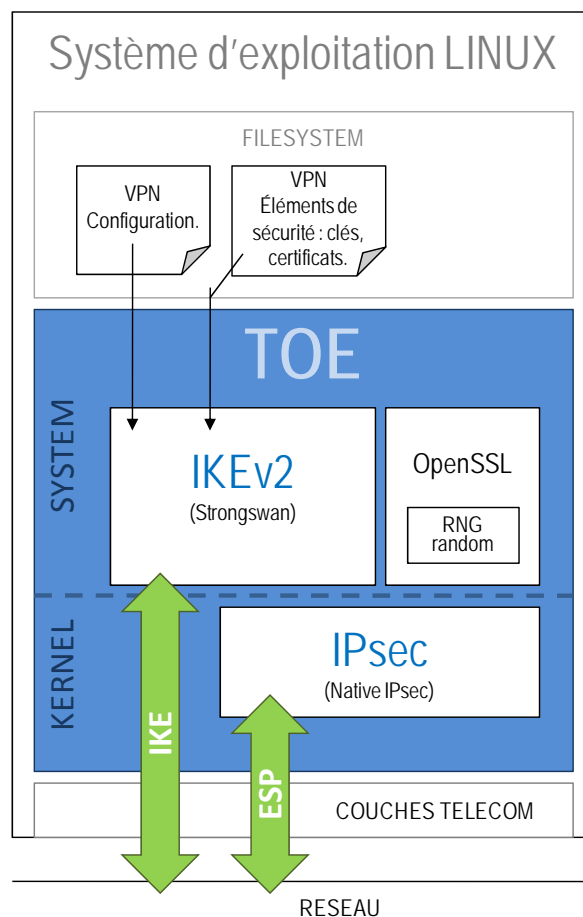 Système d'exploitation LINUX
FILESYSTEM
VPN
Configuration.
VPN
Éléments de
sécurité : clés,
certificats.
TOE
SYSTEM
IKEv2
(Strongswan)
OpenSSL
RNG
random
KERNEL
IPsec
(Native IPsec)
IKE
ESP
COUCHES TELECOM
RESEAU